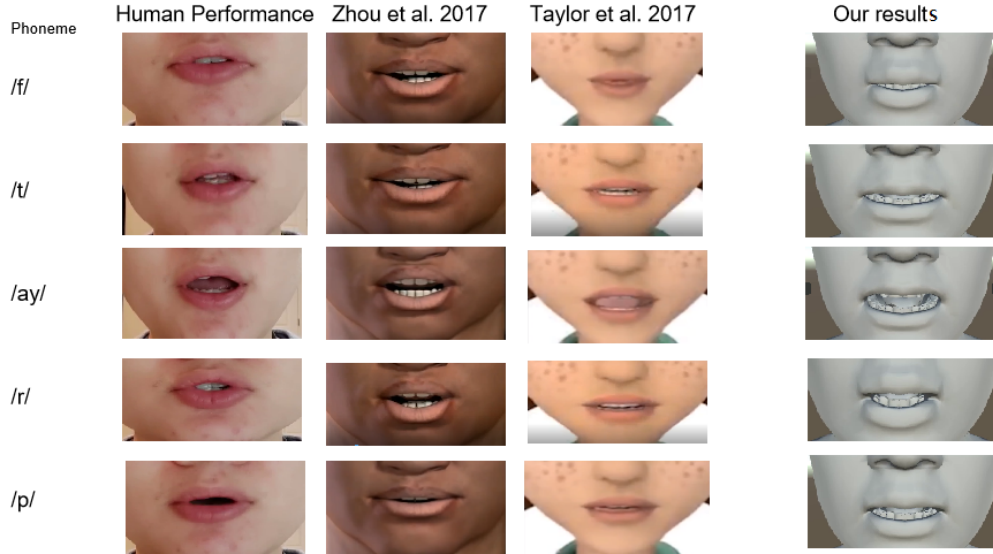 Phoneme Human Performance Zhou et al. 2017 Taylor et al. 2017 Our results
/f/
/t/
/ay/
/r/
/p/